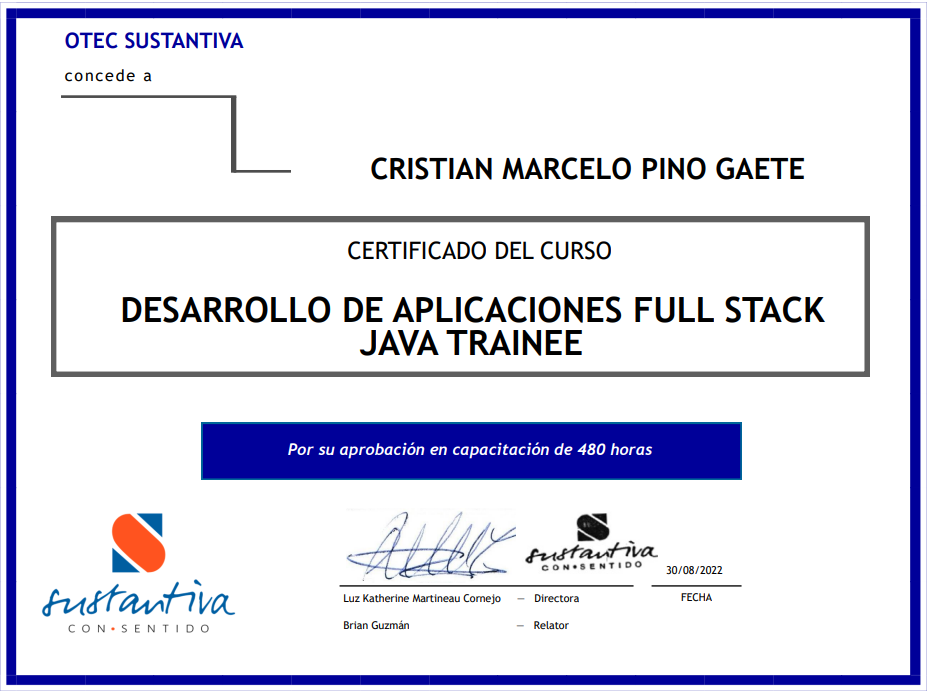 OTEC SUSTANTIVA
concede a
CRISTIAN MARCELO PINO GAETE
CERTIFICADO DEL CURSO
DESARROLLO DE APLICACIONES FULL STACK
JAVA TRAINEE
Por su aprobación en capacitación de 480 horas
sustantiva
CON•SENTIDO
sustantiva
CON•SENTIDO
30/08/2022
Luz Katherine Martineau Cornejo — Directora
FECHA
Brian Guzmán — Relator